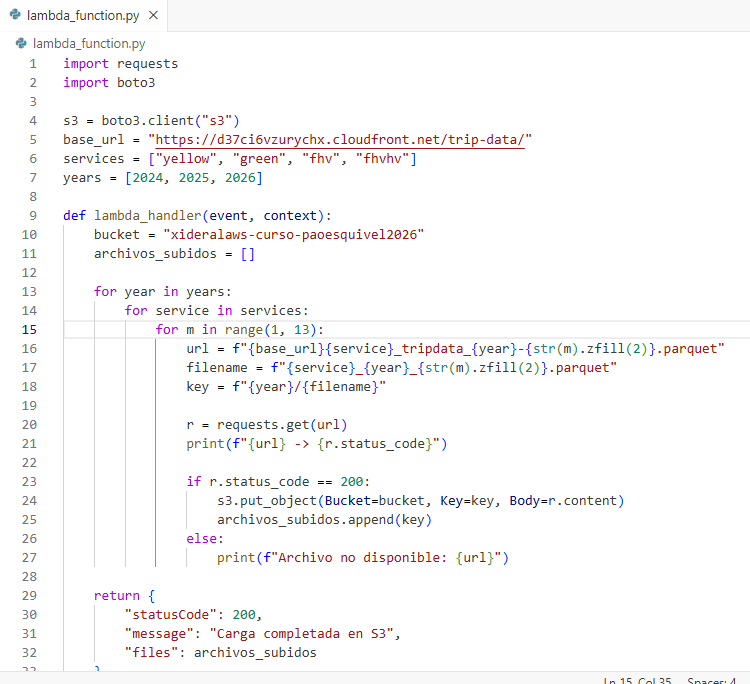 lambda_function.py ×
lambda_function.py
1 import requests
2 import boto3
3
4 s3 = boto3.client("s3")
5 base_url = "https://d37ci6vzurychx.cloudfront.net/trip-data/"
6 services = ["yellow", "green", "fhv", "fhvhv"]
7 years = [2024, 2025, 2026]
8
9 def lambda_handler(event, context):
10     bucket = "xideralaws-curso-paoesquivel2026"
11     archivos_subidos = []
12
13     for year in years:
14         for service in services:
15             for m in range(1, 13):
16                 url = f"{base_url}{service}_tripdata_{year}-{str(m).zfill(2)}.parquet"
17                 filename = f"{service}_{year}_{str(m).zfill(2)}.parquet"
18                 key = f"{year}/{filename}"
19
20                 r = requests.get(url)
21                 print(f"{url} -> {r.status_code}")
22
23                 if r.status_code == 200:
24                     s3.put_object(Bucket=bucket, Key=key, Body=r.content)
25                     archivos_subidos.append(key)
26                 else:
27                     print(f"Archivo no disponible: {url}")
28
29     return {
30         "statusCode": 200,
31         "message": "Carga completada en S3",
32         "files": archivos_subidos
33     }
Ln 15, Col 35 Spaces: 4